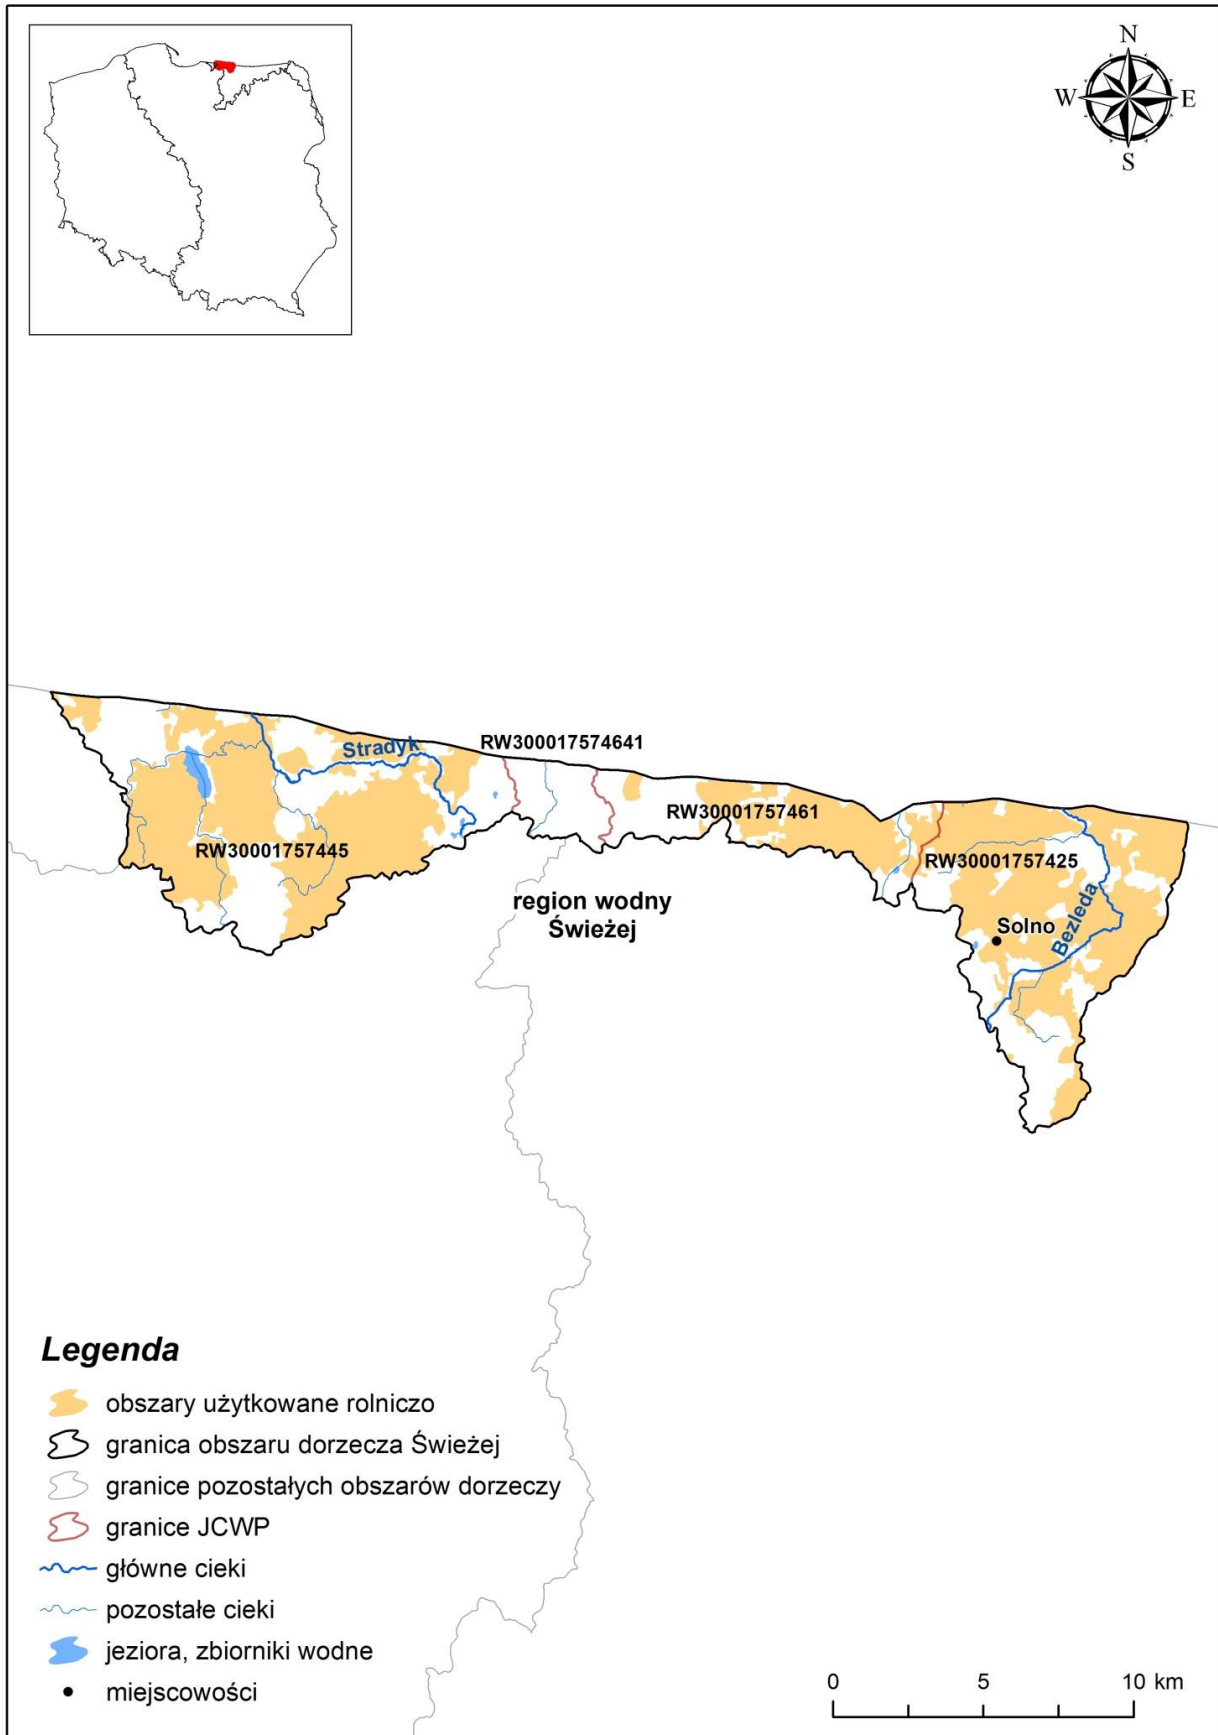 N
W E
S
RW300017574641
Stradyk
RW30001757461
RW30001757445
RW30001757425
region wodny
Świeżej
Solno
Bezleda
Legenda
obszary użytkowane rolniczo
granica obszaru dorzecza Świeżej
granice pozostałych obszarów dorzeczy
granice JCWP
główne cieki
pozostałe cieki
jeziora, zbiorniki wodne
miejscowości
0 5 10 km